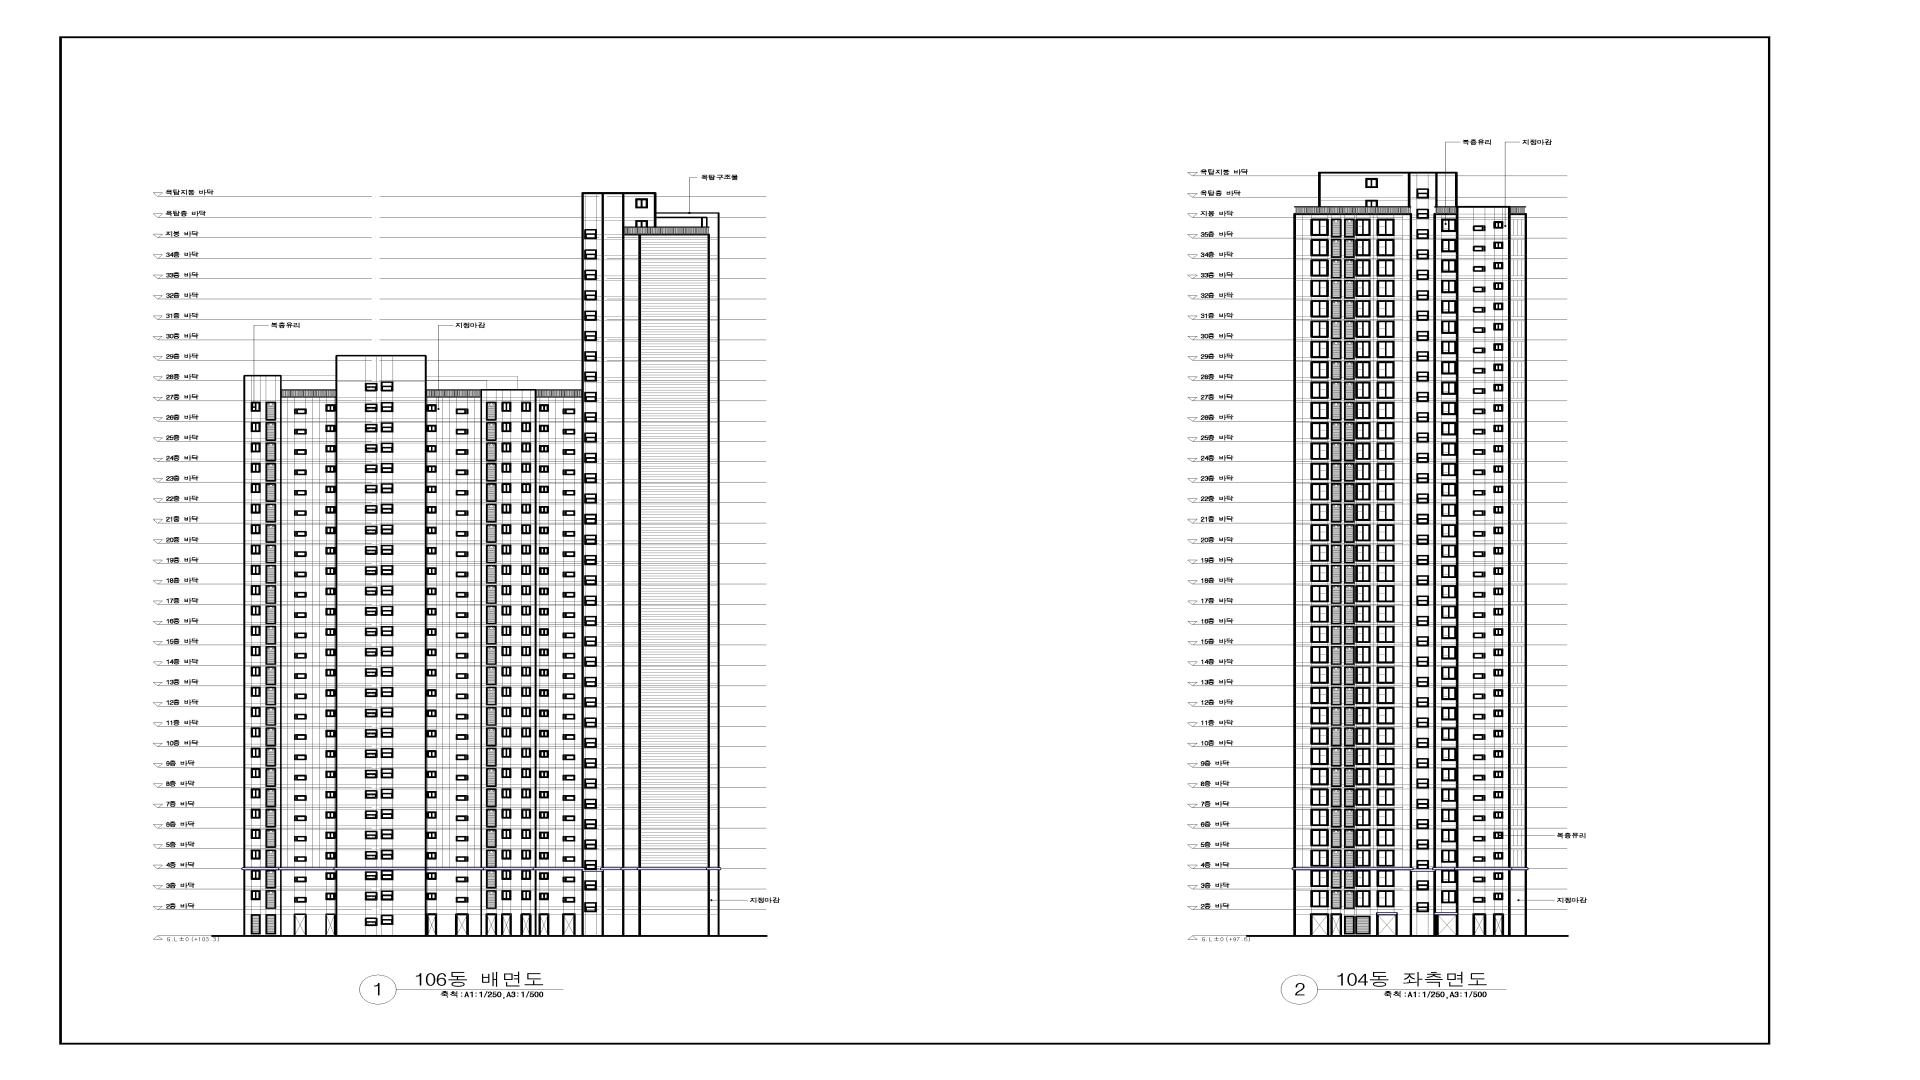 옥탑지붕 바닥
옥탑층 바닥
지붕 바닥
34층 바닥
33층 바닥
32층 바닥
31층 바닥
30층 바닥
29층 바닥
28층 바닥
27층 바닥
26층 바닥
25층 바닥
24층 바닥
23층 바닥
22층 바닥
21층 바닥
20층 바닥
19층 바닥
18층 바닥
17층 바닥
16층 바닥
15층 바닥
14층 바닥
13층 바닥
12층 바닥
11층 바닥
10층 바닥
9층 바닥
8층 바닥
7층 바닥
6층 바닥
5층 바닥
4층 바닥
3층 바닥
2층 바닥
G.L ±0 (+103.3)
옥탑구조물
복층유리
지정마감
지정마감
1
106동 배면도
축척 : A1 : 1/250 , A3 : 1/500
복층유리
지정마감
옥탑지붕 바닥
옥탑층 바닥
지붕 바닥
35층 바닥
34층 바닥
33층 바닥
32층 바닥
31층 바닥
30층 바닥
29층 바닥
28층 바닥
27층 바닥
26층 바닥
25층 바닥
24층 바닥
23층 바닥
22층 바닥
21층 바닥
20층 바닥
19층 바닥
18층 바닥
17층 바닥
16층 바닥
15층 바닥
14층 바닥
13층 바닥
12층 바닥
11층 바닥
10층 바닥
9층 바닥
8층 바닥
7층 바닥
6층 바닥
5층 바닥
4층 바닥
3층 바닥
2층 바닥
G.L ±0 (+97.6)
복층유리
지정마감
2
104동 좌측면도
축척 : A1 : 1/250 , A3 : 1/500